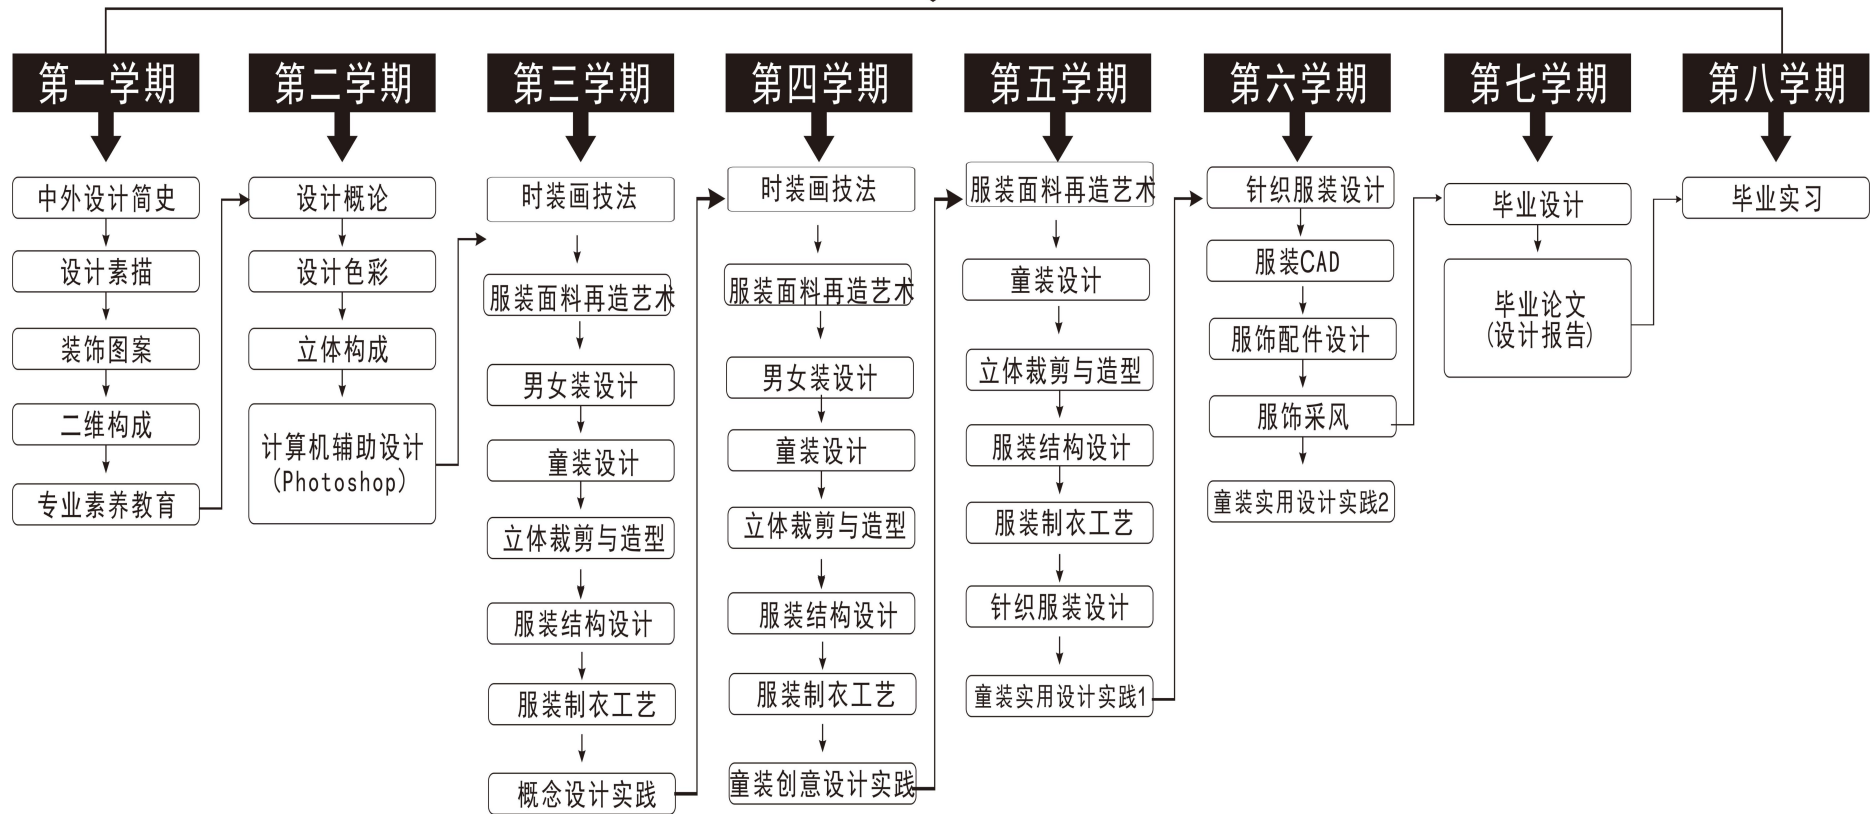 第一学期
中外设计简史
设计素描
装饰图案
二维构成
专业素养教育
第二学期
设计概论
设计色彩
立体构成
计算机辅助设计
(Photoshop)
第三学期
时装画技法
服装面料再造艺术
男女装设计
童装设计
立体裁剪与造型
服装结构设计
服装制衣工艺
概念设计实践
第四学期
时装画技法
服装面料再造艺术
男女装设计
童装设计
立体裁剪与造型
服装结构设计
服装制衣工艺
童装创意设计实践
第五学期
服装面料再造艺术
童装设计
立体裁剪与造型
服装结构设计
服装制衣工艺
针织服装设计
童装实用设计实践1
第六学期
针织服装设计
服装CAD
服饰配件设计
服饰采风
童装实用设计实践2
第七学期
毕业设计
毕业论文
(设计报告)
第八学期
毕业实习